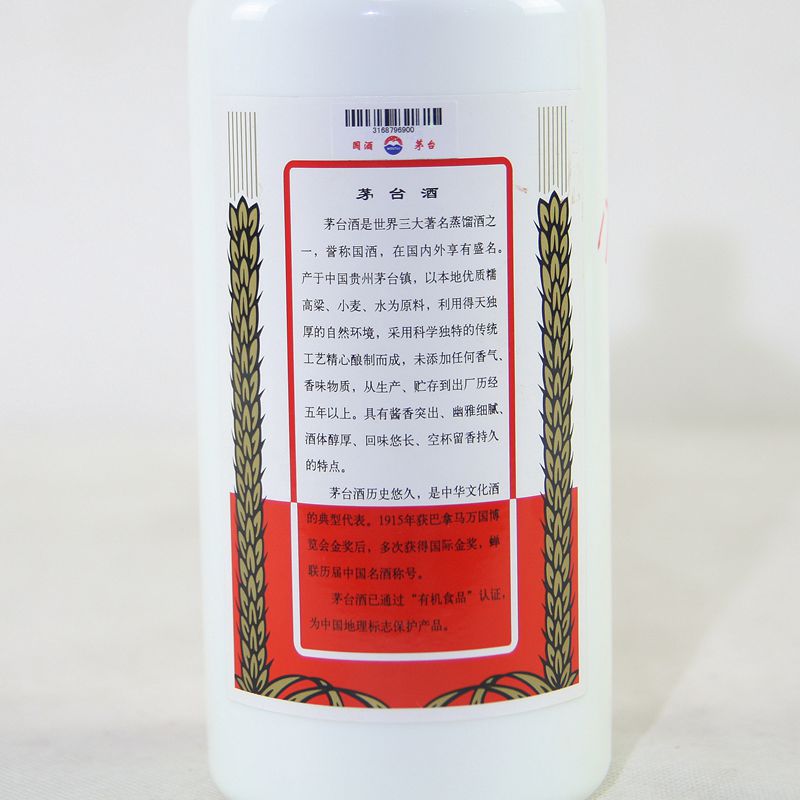 3168796900
国酒 茅台
茅台酒
茅台酒是世界三大著名蒸馏酒之
一，誉称国酒，在国内外享有盛名。
产于中国贵州茅台镇，以本地优质糯
高粱、小麦、水为原料，利用得天独
厚的自然环境，采用科学独特的传统
工艺精心酿制而成，未添加任何香气、
香味物质，从生产、贮存到出厂历经
五年以上。具有酱香突出、幽雅细腻、
酒体醇厚、回味悠长、空杯留香持久
的特点。
茅台酒历史悠久，是中华文化酒
的典型代表。1915年获巴拿马万国博
览会金奖后，多次获得国际金奖，蝉
联历届中国名酒称号。
茅台酒已通过“有机食品”认证，
为中国地理标志保护产品。